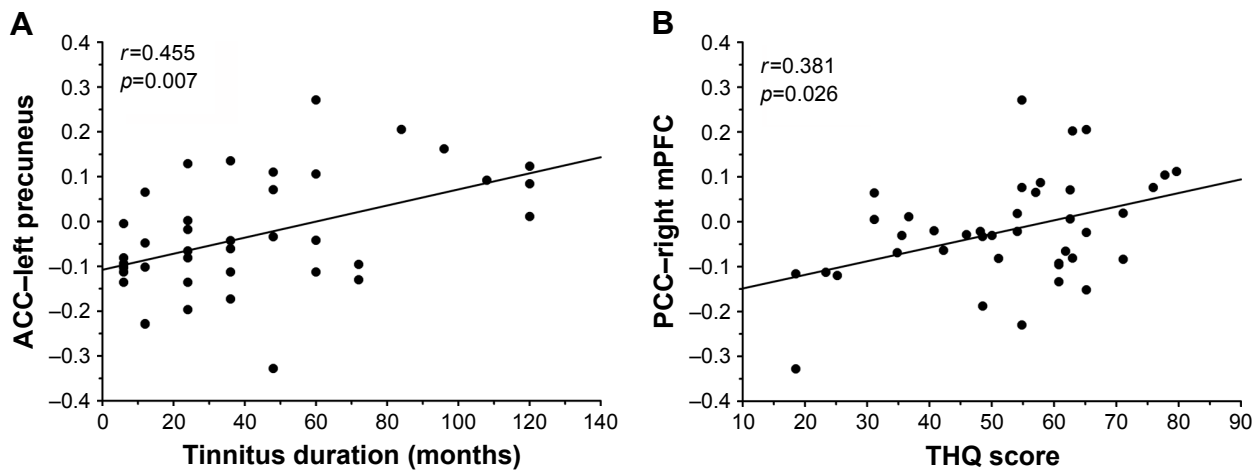 A
r=0.455
p=0.007
ACC–left precuneus
0.4
0.3
0.2
0.1
0.0
–0.1
–0.2
–0.3
–0.4
0 20 40 60 80 100 120 140
Tinnitus duration (months)
B
r=0.381
p=0.026
PCC–right mPFC
0.4
0.3
0.2
0.1
0.0
–0.1
–0.2
–0.3
–0.4
10 20 30 40 50 60 70 80 90
THQ score